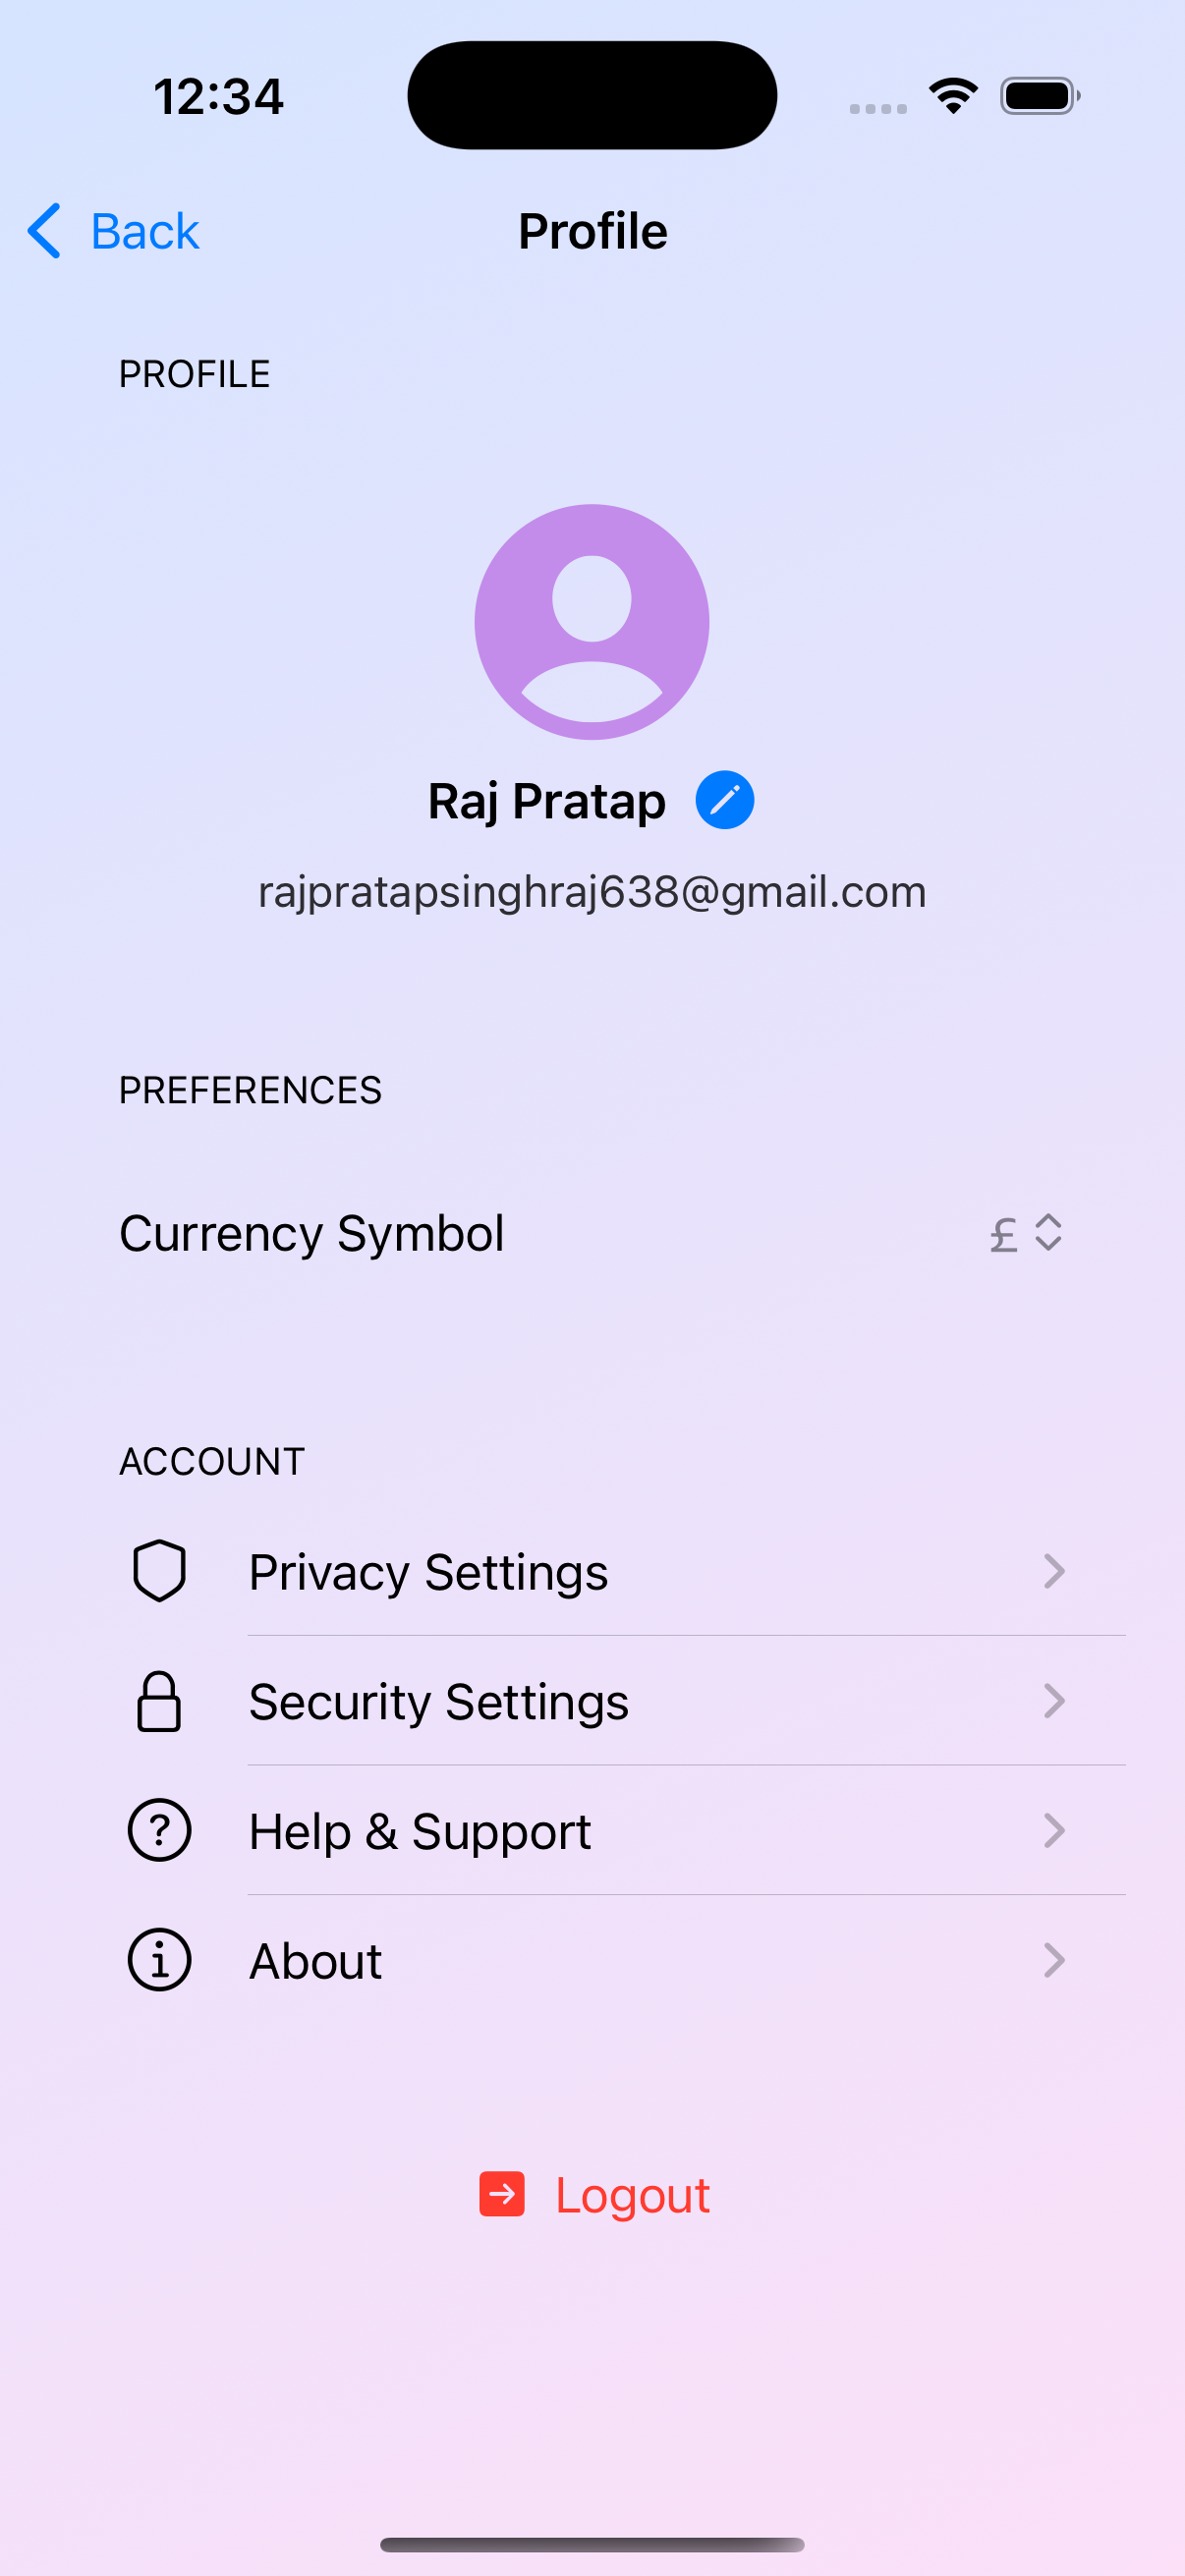 12:34
Back
Profile
PROFILE
Raj Pratap
rajpratapsinghraj638@gmail.com
PREFERENCES
Currency Symbol
£
ACCOUNT
Privacy Settings
Security Settings
Help & Support
About
Logout